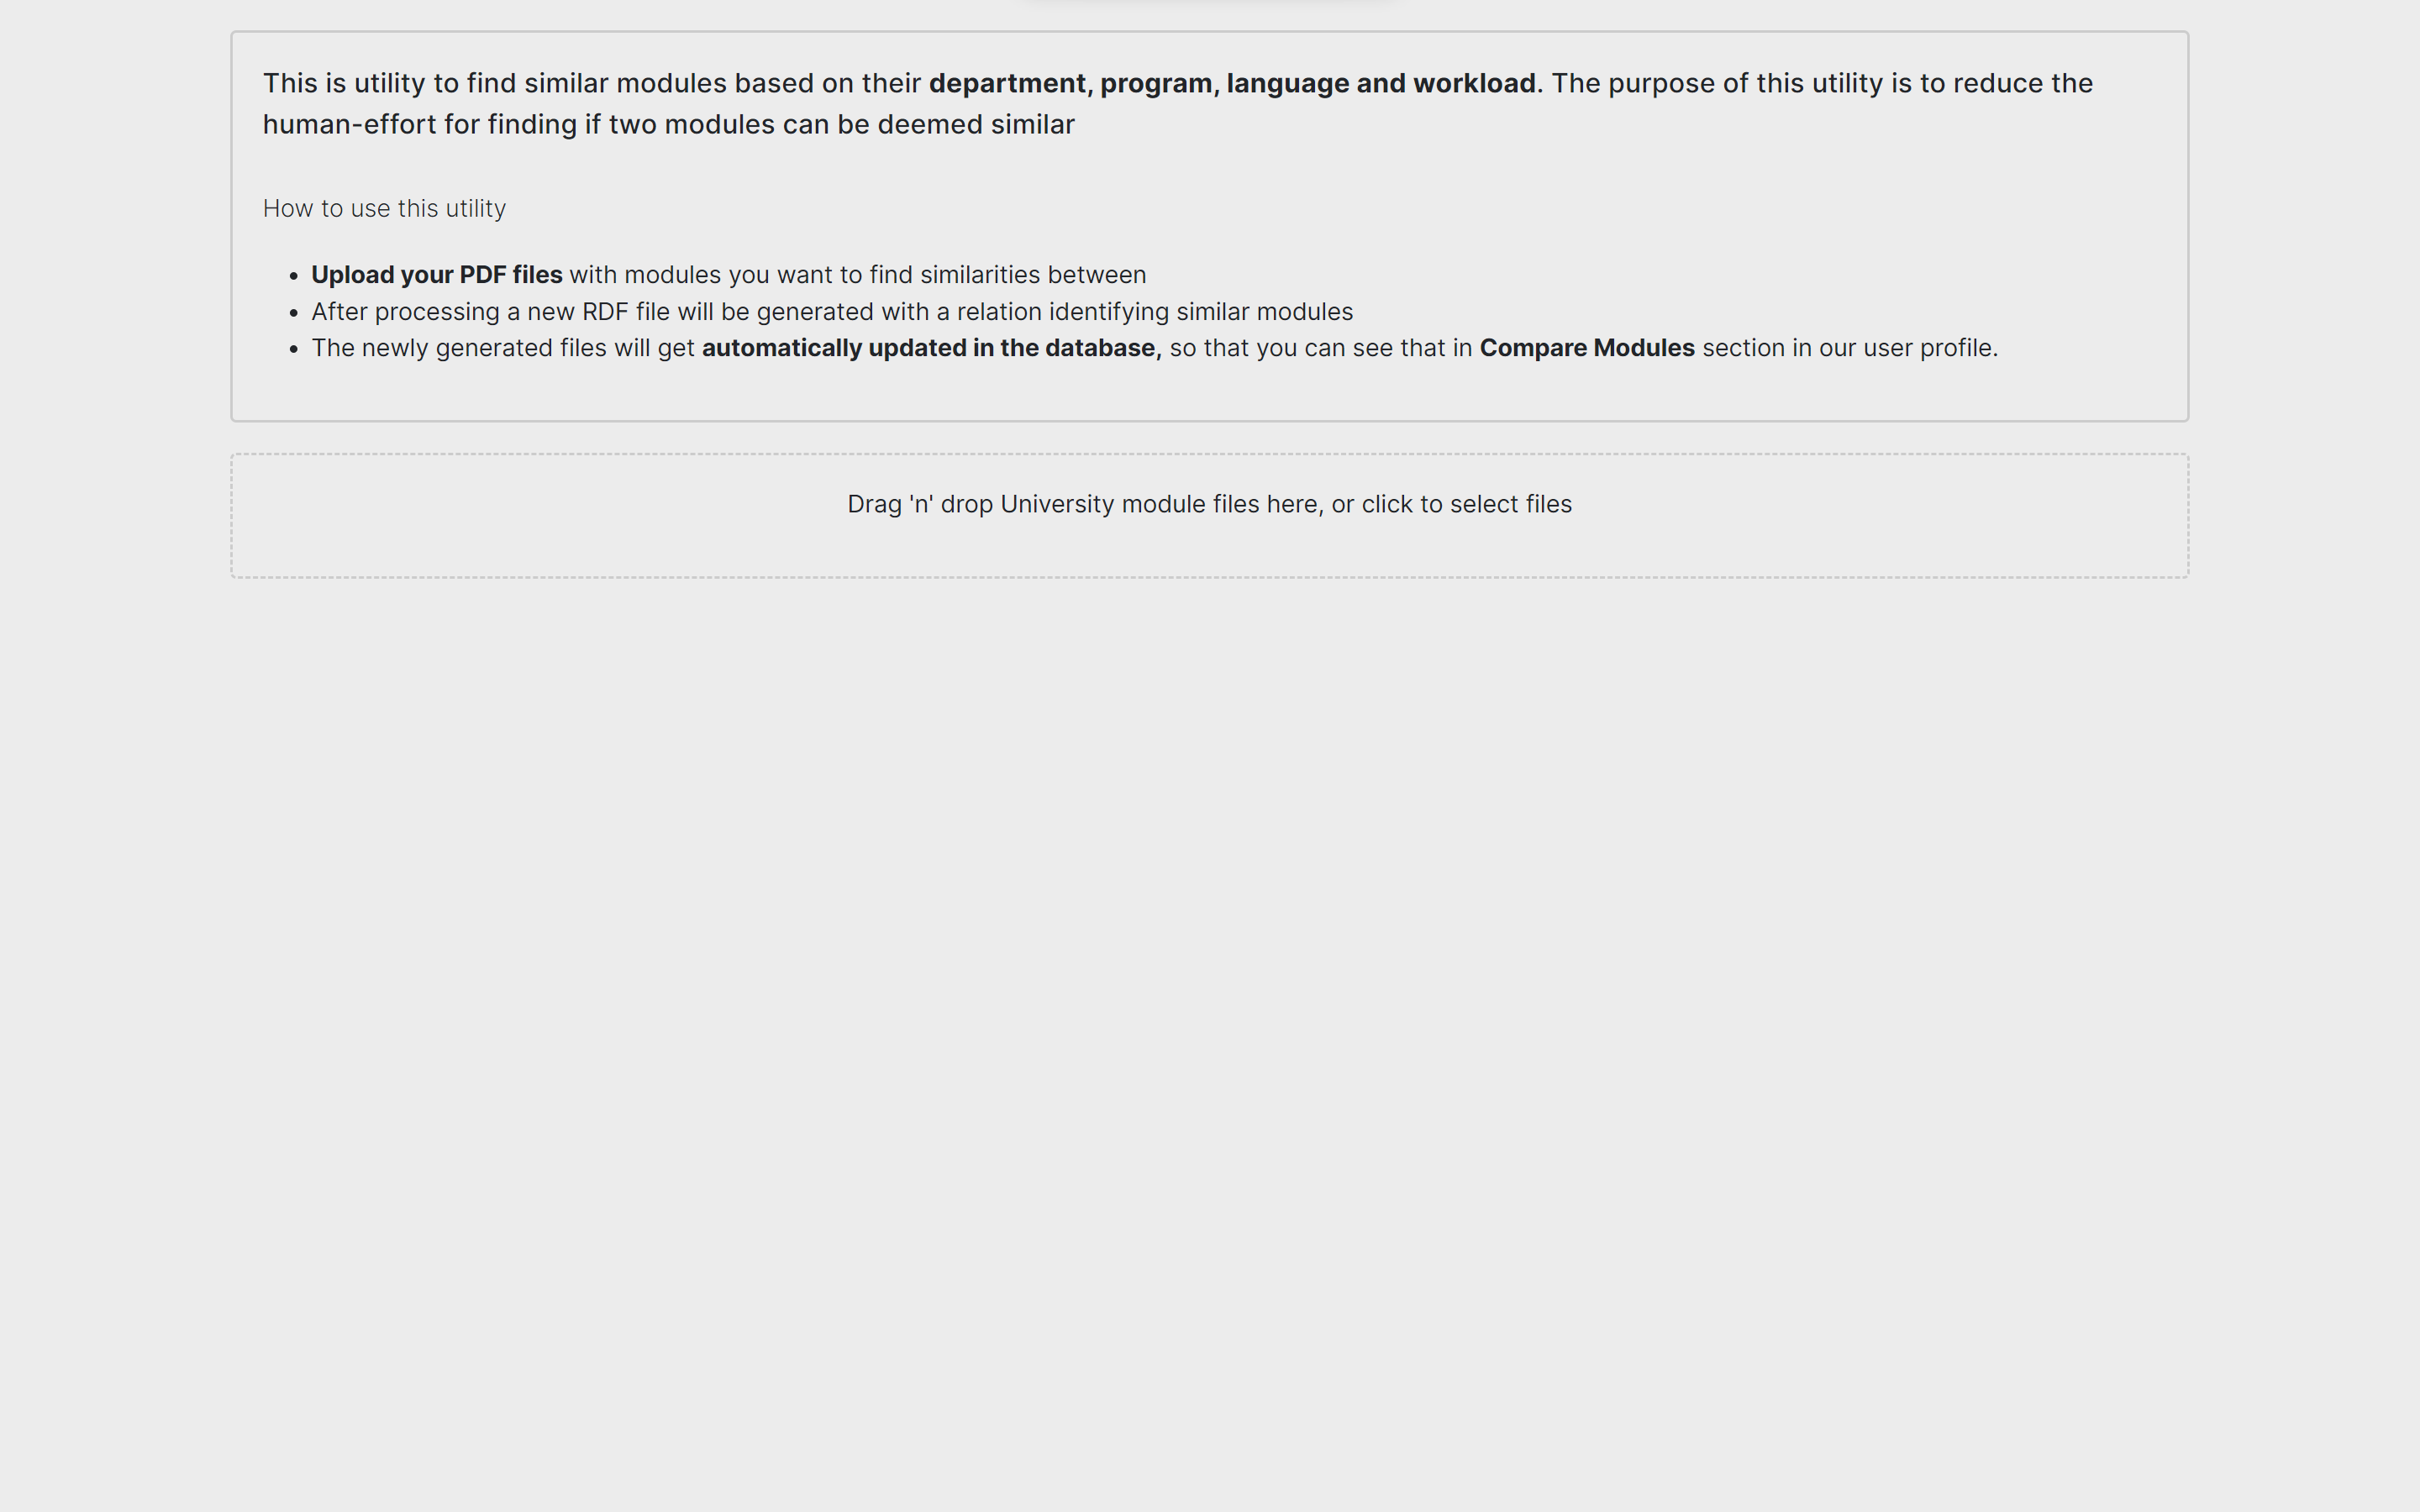 This is utility to find similar modules based on their department, program, language and workload. The purpose of this utility is to reduce the
human-effort for finding if two modules can be deemed similar
How to use this utility
• Upload your PDF files with modules you want to find similarities between
• After processing a new RDF file will be generated with a relation identifying similar modules
• The newly generated files will get automatically updated in the database, so that you can see that in Compare Modules section in our user profile.
Drag 'n' drop University module files here, or click to select files